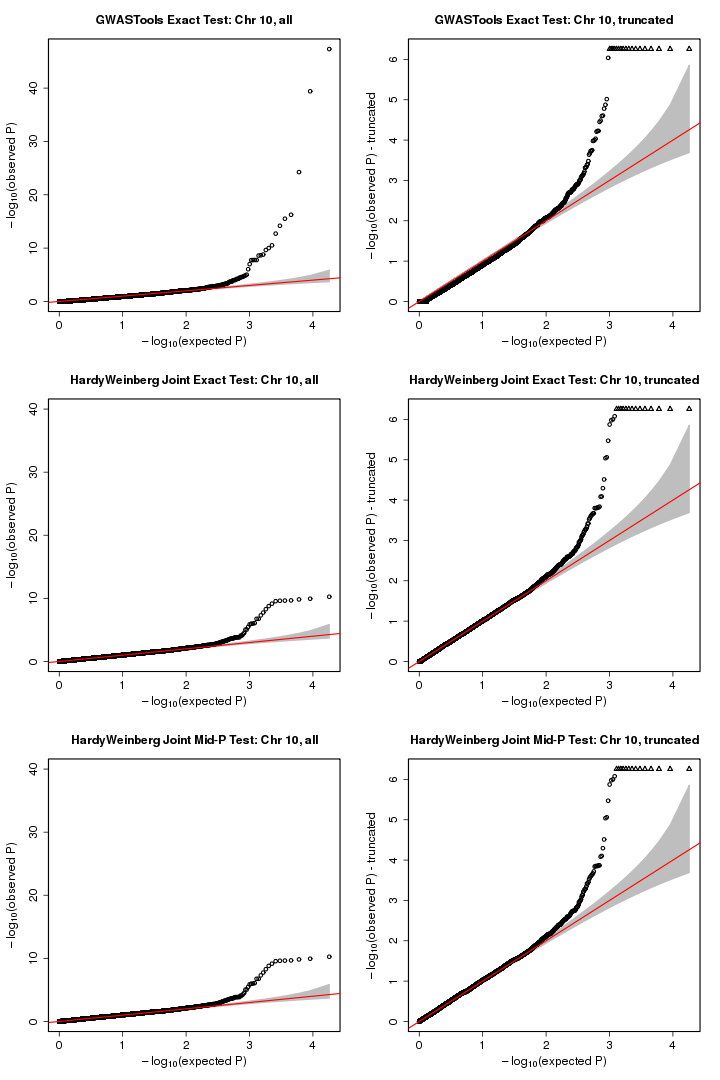 GWASTools Exact Test: Chr 10, all
− log10(observed P)
0 10 20 30 40
0 1 2 3 4
− log10(expected P)
GWASTools Exact Test: Chr 10, truncated
− log10(observed P) - truncated
0 1 2 3 4 5 6
0 1 2 3 4
− log10(expected P)
HardyWeinberg Joint Exact Test: Chr 10, all
− log10(observed P)
0 10 20 30 40
0 1 2 3 4
− log10(expected P)
HardyWeinberg Joint Exact Test: Chr 10, truncated
− log10(observed P) - truncated
0 1 2 3 4 5 6
0 1 2 3 4
− log10(expected P)
HardyWeinberg Joint Mid-P Test: Chr 10, all
− log10(observed P)
0 10 20 30 40
0 1 2 3 4
− log10(expected P)
HardyWeinberg Joint Mid-P Test: Chr 10, truncated
− log10(observed P) - truncated
0 1 2 3 4 5 6
0 1 2 3 4
− log10(expected P)